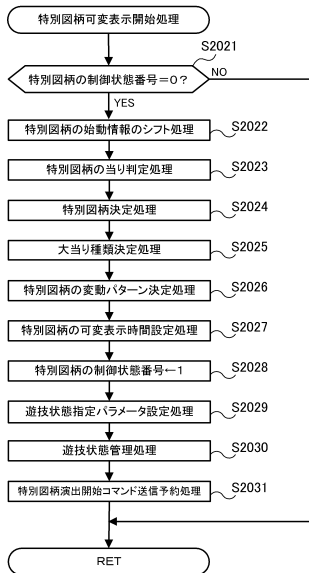 特別図柄可変表示開始処理
S2021
特別図柄の制御状態番号=0?
NO
YES
特別図柄の始動情報のシフト処理
S2022
特別図柄の当り判定処理
S2023
特別図柄決定処理
S2024
大当り種類決定処理
S2025
特別図柄の変動パターン決定処理
S2026
特別図柄の可変表示時間設定処理
S2027
特別図柄の制御状態番号←1
S2028
遊技状態指定パラメータ設定処理
S2029
遊技状態管理処理
S2030
特別図柄演出開始コマンド送信予約処理
S2031
RET